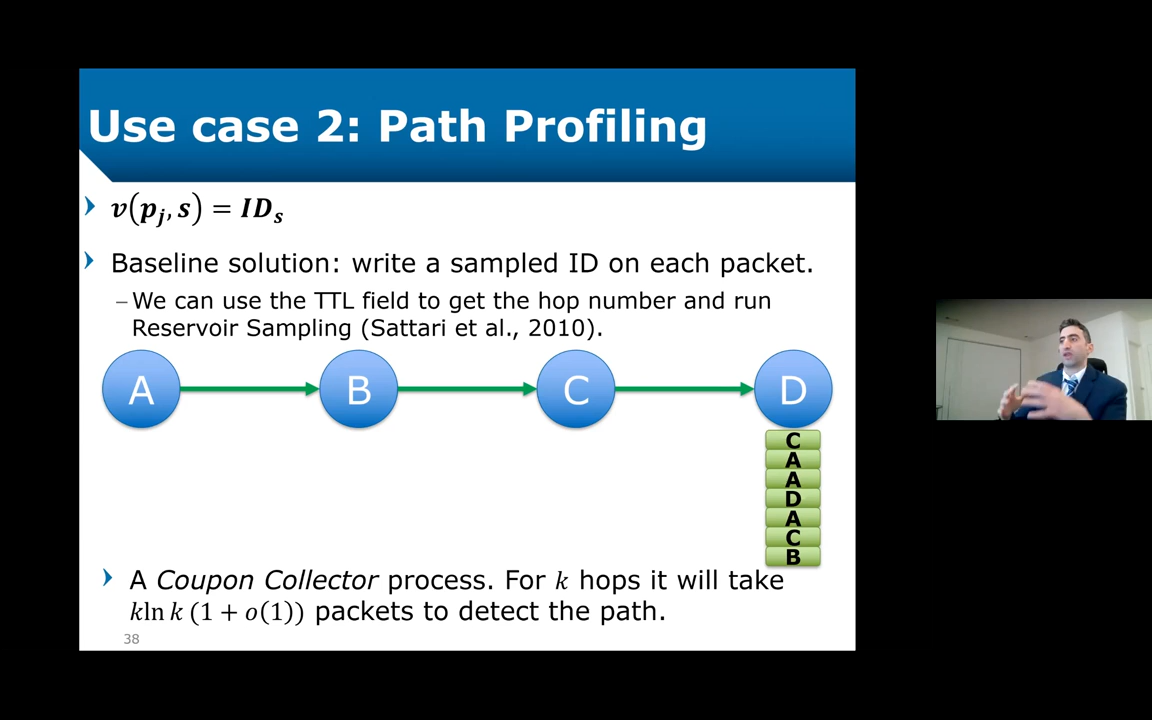 Use case 2: Path Profiling
v(p_j, s) = ID_s
Baseline solution: write a sampled ID on each packet.
–We can use the TTL field to get the hop number and run
Reservoir Sampling (Sattari et al., 2010).
A B C D
C
A
A
D
A
C
B
A Coupon Collector process. For k hops it will take
k ln k (1 + o(1)) packets to detect the path.
38